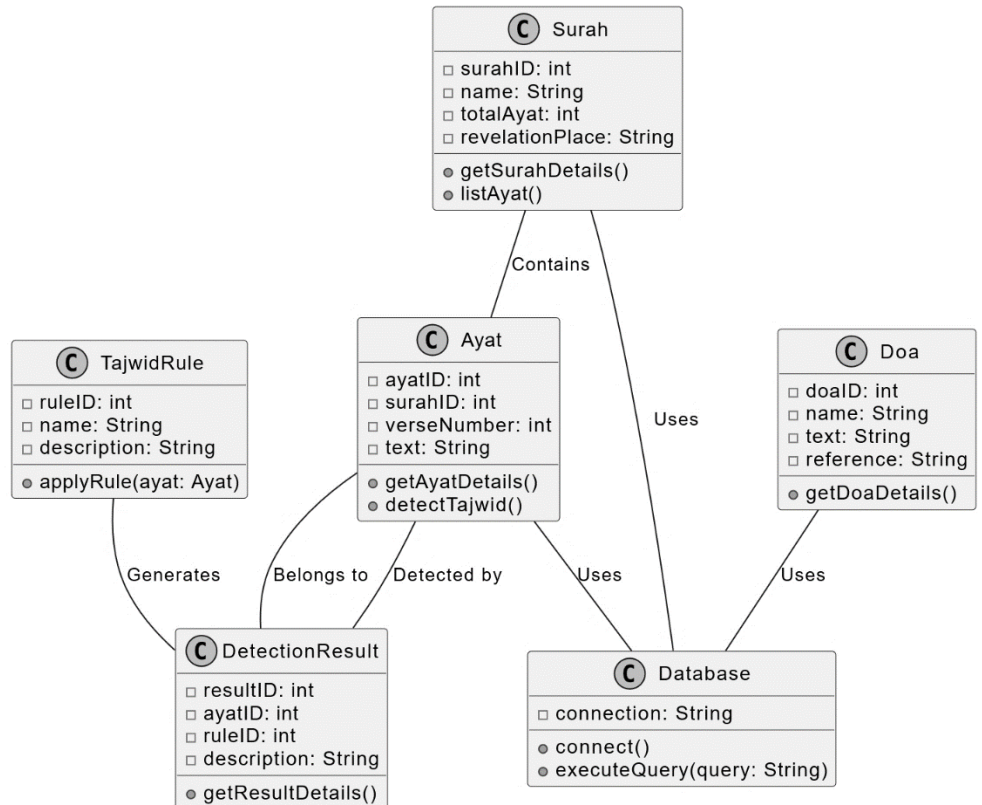 C Surah
surahID: int
name: String
totalAyat: int
revelationPlace: String
getSurahDetails()
listAyat()
Contains
Uses
C TajwidRule
ruleID: int
name: String
description: String
applyRule(ayat: Ayat)
C Ayat
ayatID: int
surahID: int
verseNumber: int
text: String
getAyatDetails()
detectTajwid()
C Doa
doaID: int
name: String
text: String
reference: String
getDoaDetails()
Generates
Belongs to
Detected by
Uses
Uses
C DetectionResult
resultID: int
ayatID: int
ruleID: int
description: String
getResultDetails()
C Database
connection: String
connect()
executeQuery(query: String)